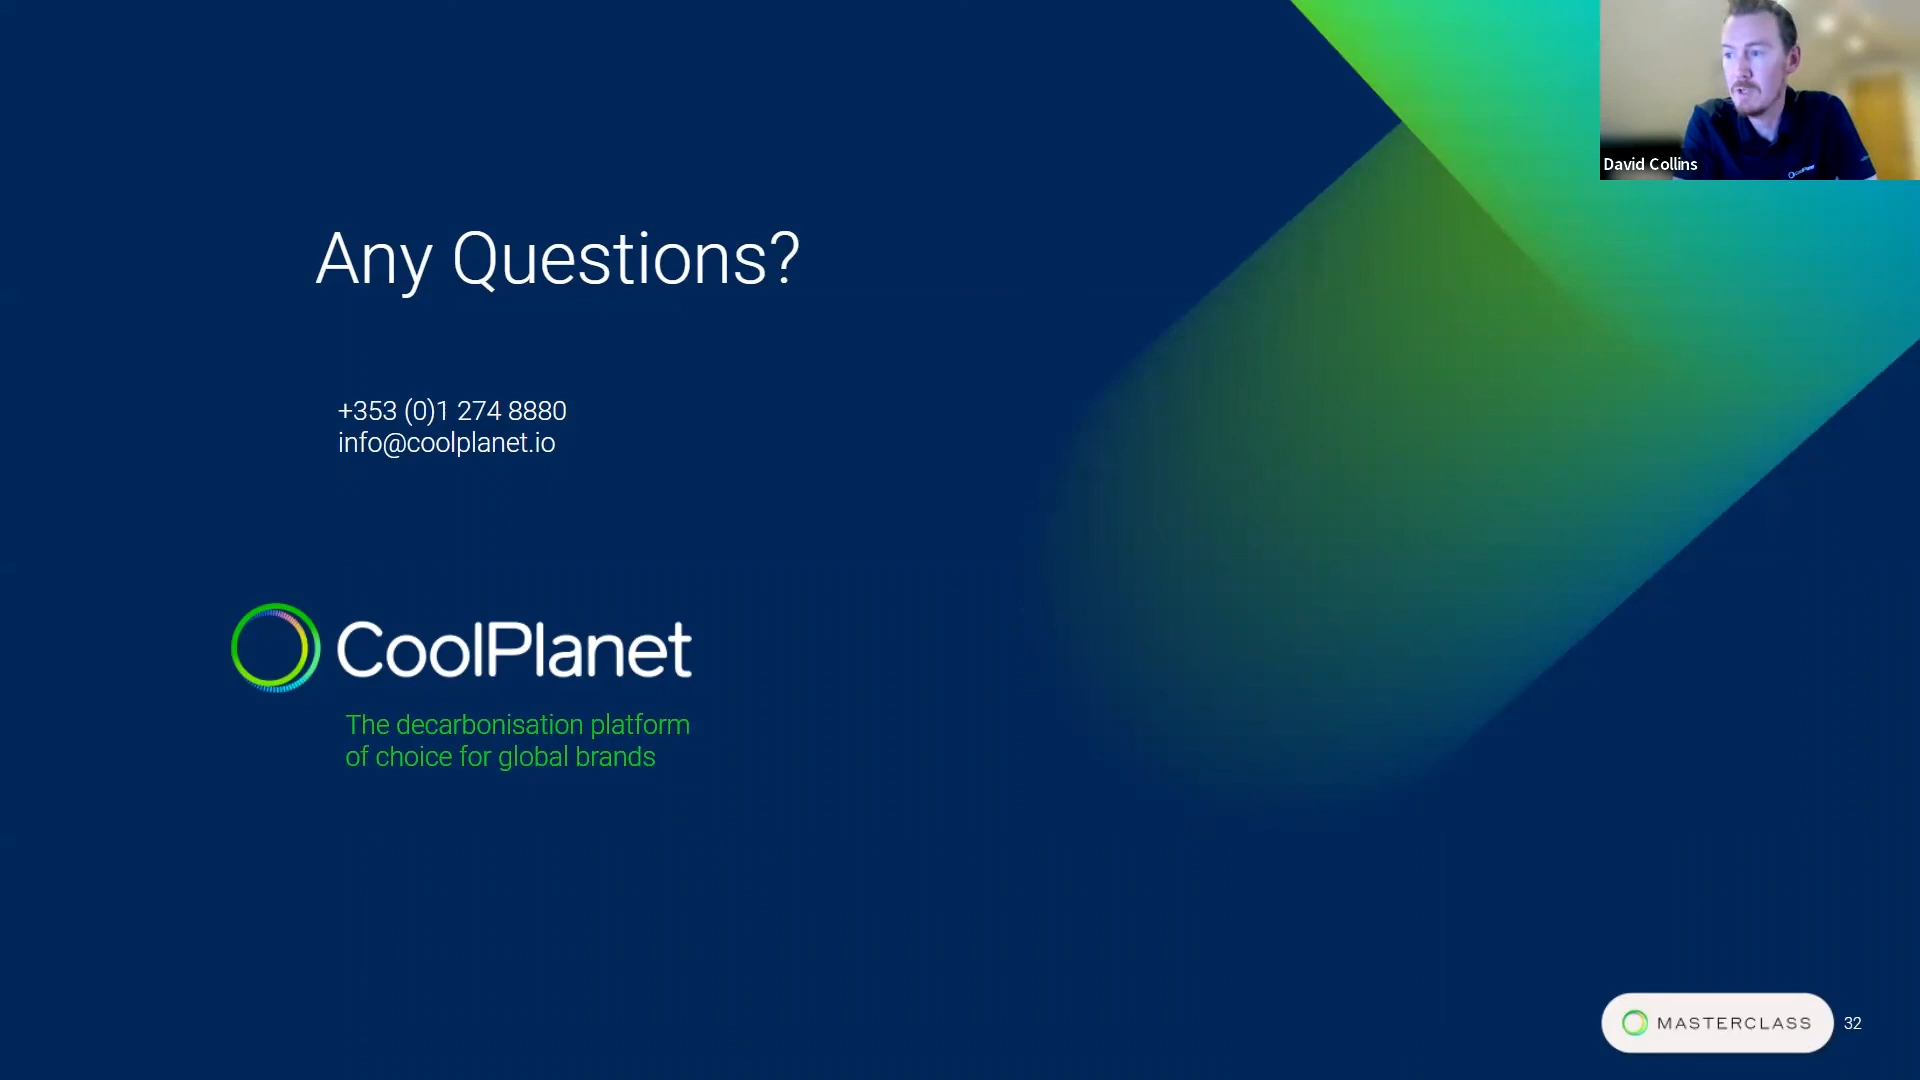 David Collins
Any Questions?
+353 (0)1 274 8880
info@coolplanet.io
CoolPlanet
The decarbonisation platform
of choice for global brands
MASTERCLASS
32